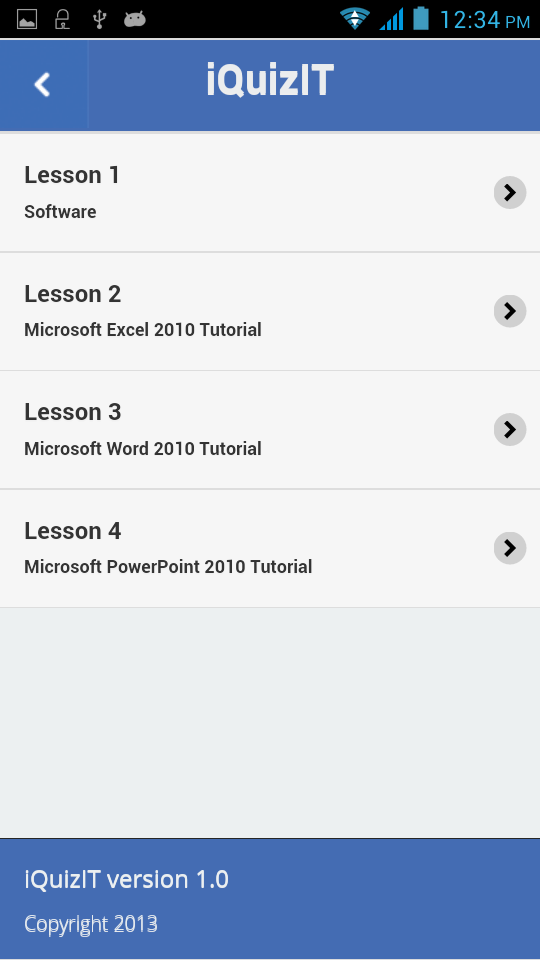 12:34 PM
iQuizIT
Lesson 1
Software
Lesson 2
Microsoft Excel 2010 Tutorial
Lesson 3
Microsoft Word 2010 Tutorial
Lesson 4
Microsoft PowerPoint 2010 Tutorial
iQuizIT version 1.0
Copyright 2013